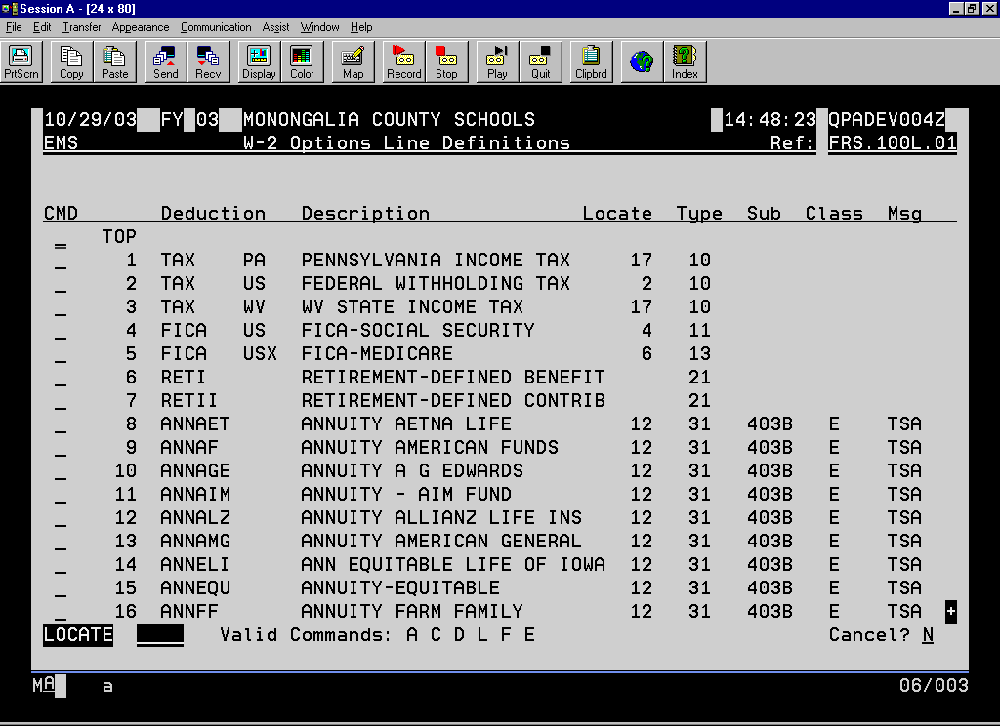 Session A - [24 x 80]
File Edit Transfer Appearance Communication Assist Window Help
PrtScrn Copy Paste Send Recv Display Color Map Record Stop Play Quit Clipbrd Index
10/29/03 FY 03 MONONGALIA COUNTY SCHOOLS 14:48:23 QPADEV004Z
EMS W-2 Options Line Definitions Ref: FRS.100L.01
CMD Deduction Description Locate Type Sub Class Msg
_ TOP
_ 1 TAX PA PENNSYLVANIA INCOME TAX 17 10
_ 2 TAX US FEDERAL WITHHOLDING TAX 2 10
_ 3 TAX WV WV STATE INCOME TAX 17 10
_ 4 FICA US FICA-SOCIAL SECURITY 4 11
_ 5 FICA USX FICA-MEDICARE 6 13
_ 6 RETI RETIREMENT-DEFINED BENEFIT 21
_ 7 RETII RETIREMENT-DEFINED CONTRIB 21
_ 8 ANNAET ANNUITY AETNA LIFE 12 31 403B E TSA
_ 9 ANNAF ANNUITY AMERICAN FUNDS 12 31 403B E TSA
_ 10 ANNAGE ANNUITY A G EDWARDS 12 31 403B E TSA
_ 11 ANNAIM ANNUITY - AIM FUND 12 31 403B E TSA
_ 12 ANNALZ ANNUITY ALLIANZ LIFE INS 12 31 403B E TSA
_ 13 ANNAMG ANNUITY AMERICAN GENERAL 12 31 403B E TSA
_ 14 ANNELI ANN EQUITABLE LIFE OF IOWA 12 31 403B E TSA
_ 15 ANNEQU ANNUITY-EQUITABLE 12 31 403B E TSA
_ 16 ANNFF ANNUITY FARM FAMILY 12 31 403B E TSA +
LOCATE ____ Valid Commands: A C D L F E Cancel? N
MA a 06/003